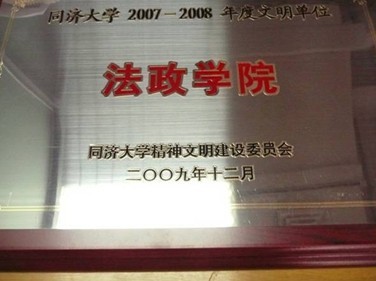 同济大学 2007－2008 年度文明单位
法政学院
同济大学精神文明建设委员会
二〇〇九年十二月